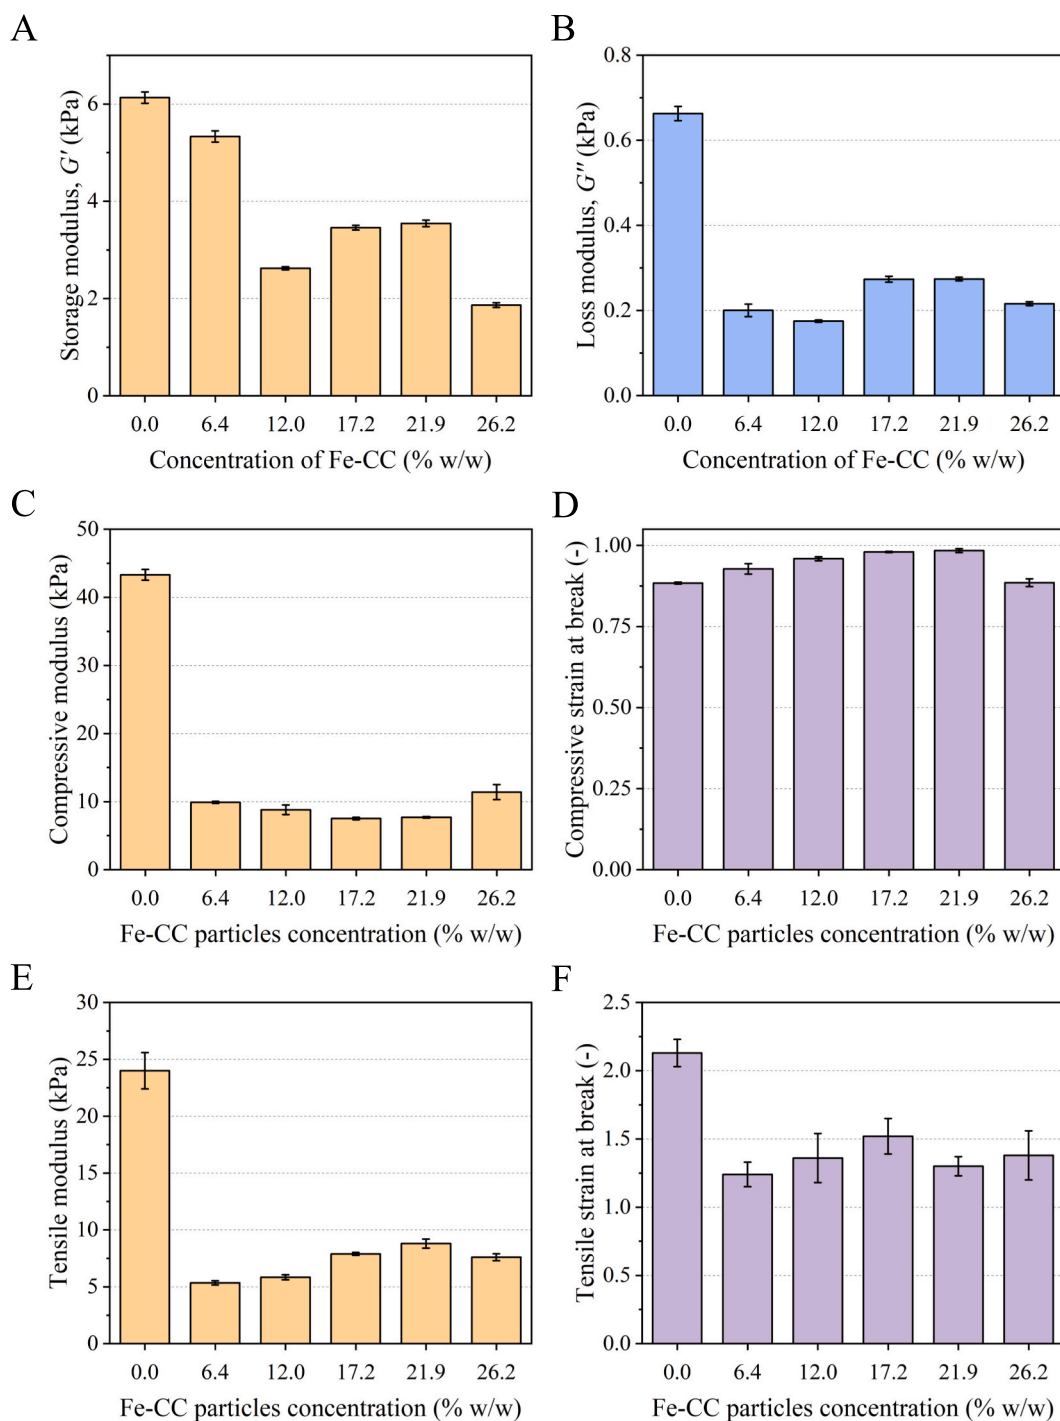 A
Storage modulus, G′ (kPa)
6
4
2
0
0.0 6.4 12.0 17.2 21.9 26.2
Concentration of Fe-CC (% w/w)
B
Loss modulus, G″ (kPa)
0.8
0.6
0.4
0.2
0.0
0.0 6.4 12.0 17.2 21.9 26.2
Concentration of Fe-CC (% w/w)
C
Compressive modulus (kPa)
50
40
30
20
10
0
0.0 6.4 12.0 17.2 21.9 26.2
Fe-CC particles concentration (% w/w)
D
Compressive strain at break (-)
1.00
0.75
0.50
0.25
0.00
0.0 6.4 12.0 17.2 21.9 26.2
Fe-CC particles concentration (% w/w)
E
Tensile modulus (kPa)
30
25
20
15
10
5
0
0.0 6.4 12.0 17.2 21.9 26.2
Fe-CC particles concentration (% w/w)
F
Tensile strain at break (-)
2.5
2.0
1.5
1.0
0.5
0.0
0.0 6.4 12.0 17.2 21.9 26.2
Fe-CC particles concentration (% w/w)